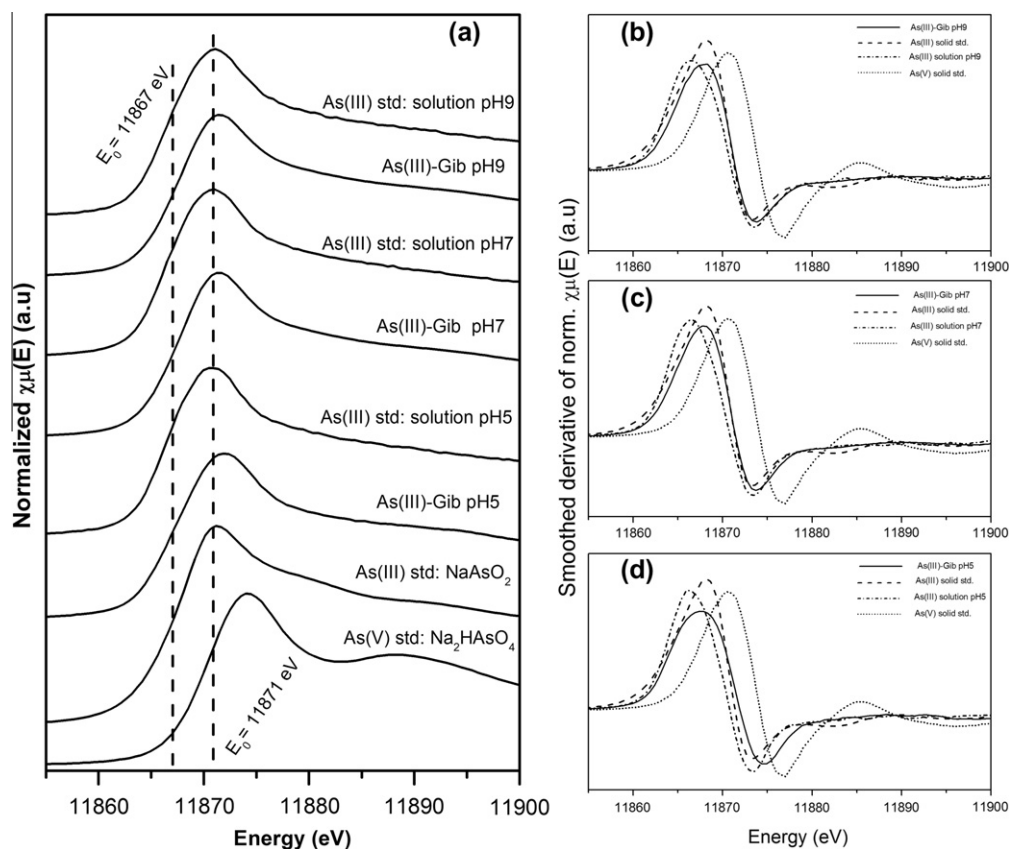 (a)
E₀ = 11867 eV
As(III) std: solution pH9
As(III)-Gib pH9
As(III) std: solution pH7
As(III)-Gib pH7
As(III) std: solution pH5
As(III)-Gib pH5
As(III) std: NaAsO₂
As(V) std: Na₂HAsO₄
E₀ = 11871 eV
Normalized χμ(E) (a.u)
11860 11870 11880 11890 11900
Energy (eV)
(b)
As(III)-Gib pH9
As(III) solid std.
As(III) solution pH9
As(V) solid std.
11860 11870 11880 11890 11900
(c)
As(III)-Gib pH7
As(III) solid std.
As(III) solution pH7
As(V) solid std.
11860 11870 11880 11890 11900
(d)
As(III)-Gib pH5
As(III) solid std.
As(III) solution pH5
As(V) solid std.
11860 11870 11880 11890 11900
Smoothed derivative of norm. χμ(E) (a.u)
Energy (eV)